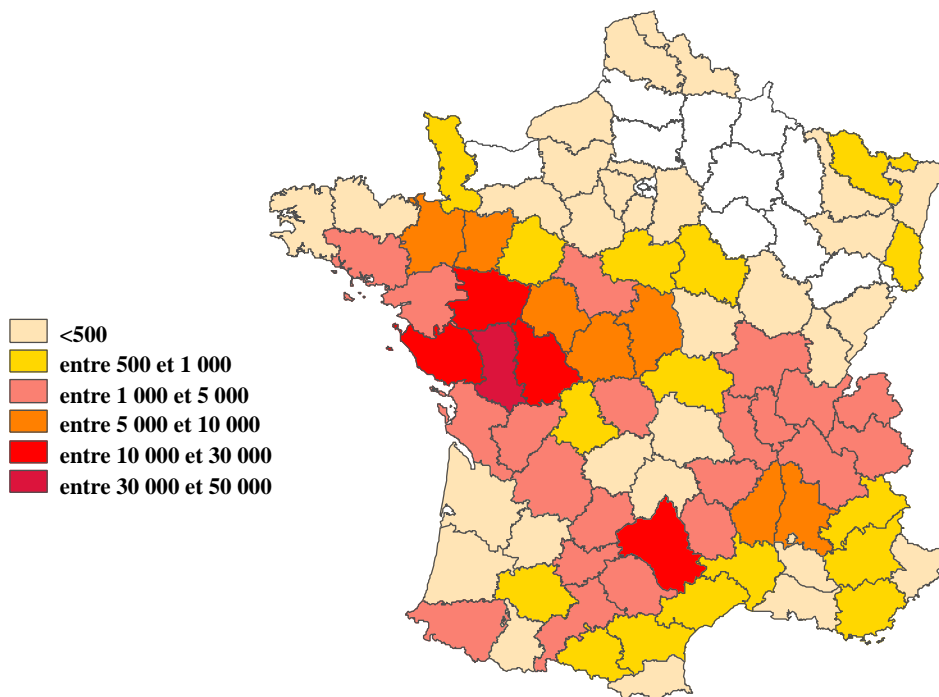 <500
entre 500 et 1 000
entre 1 000 et 5 000
entre 5 000 et 10 000
entre 10 000 et 30 000
entre 30 000 et 50 000